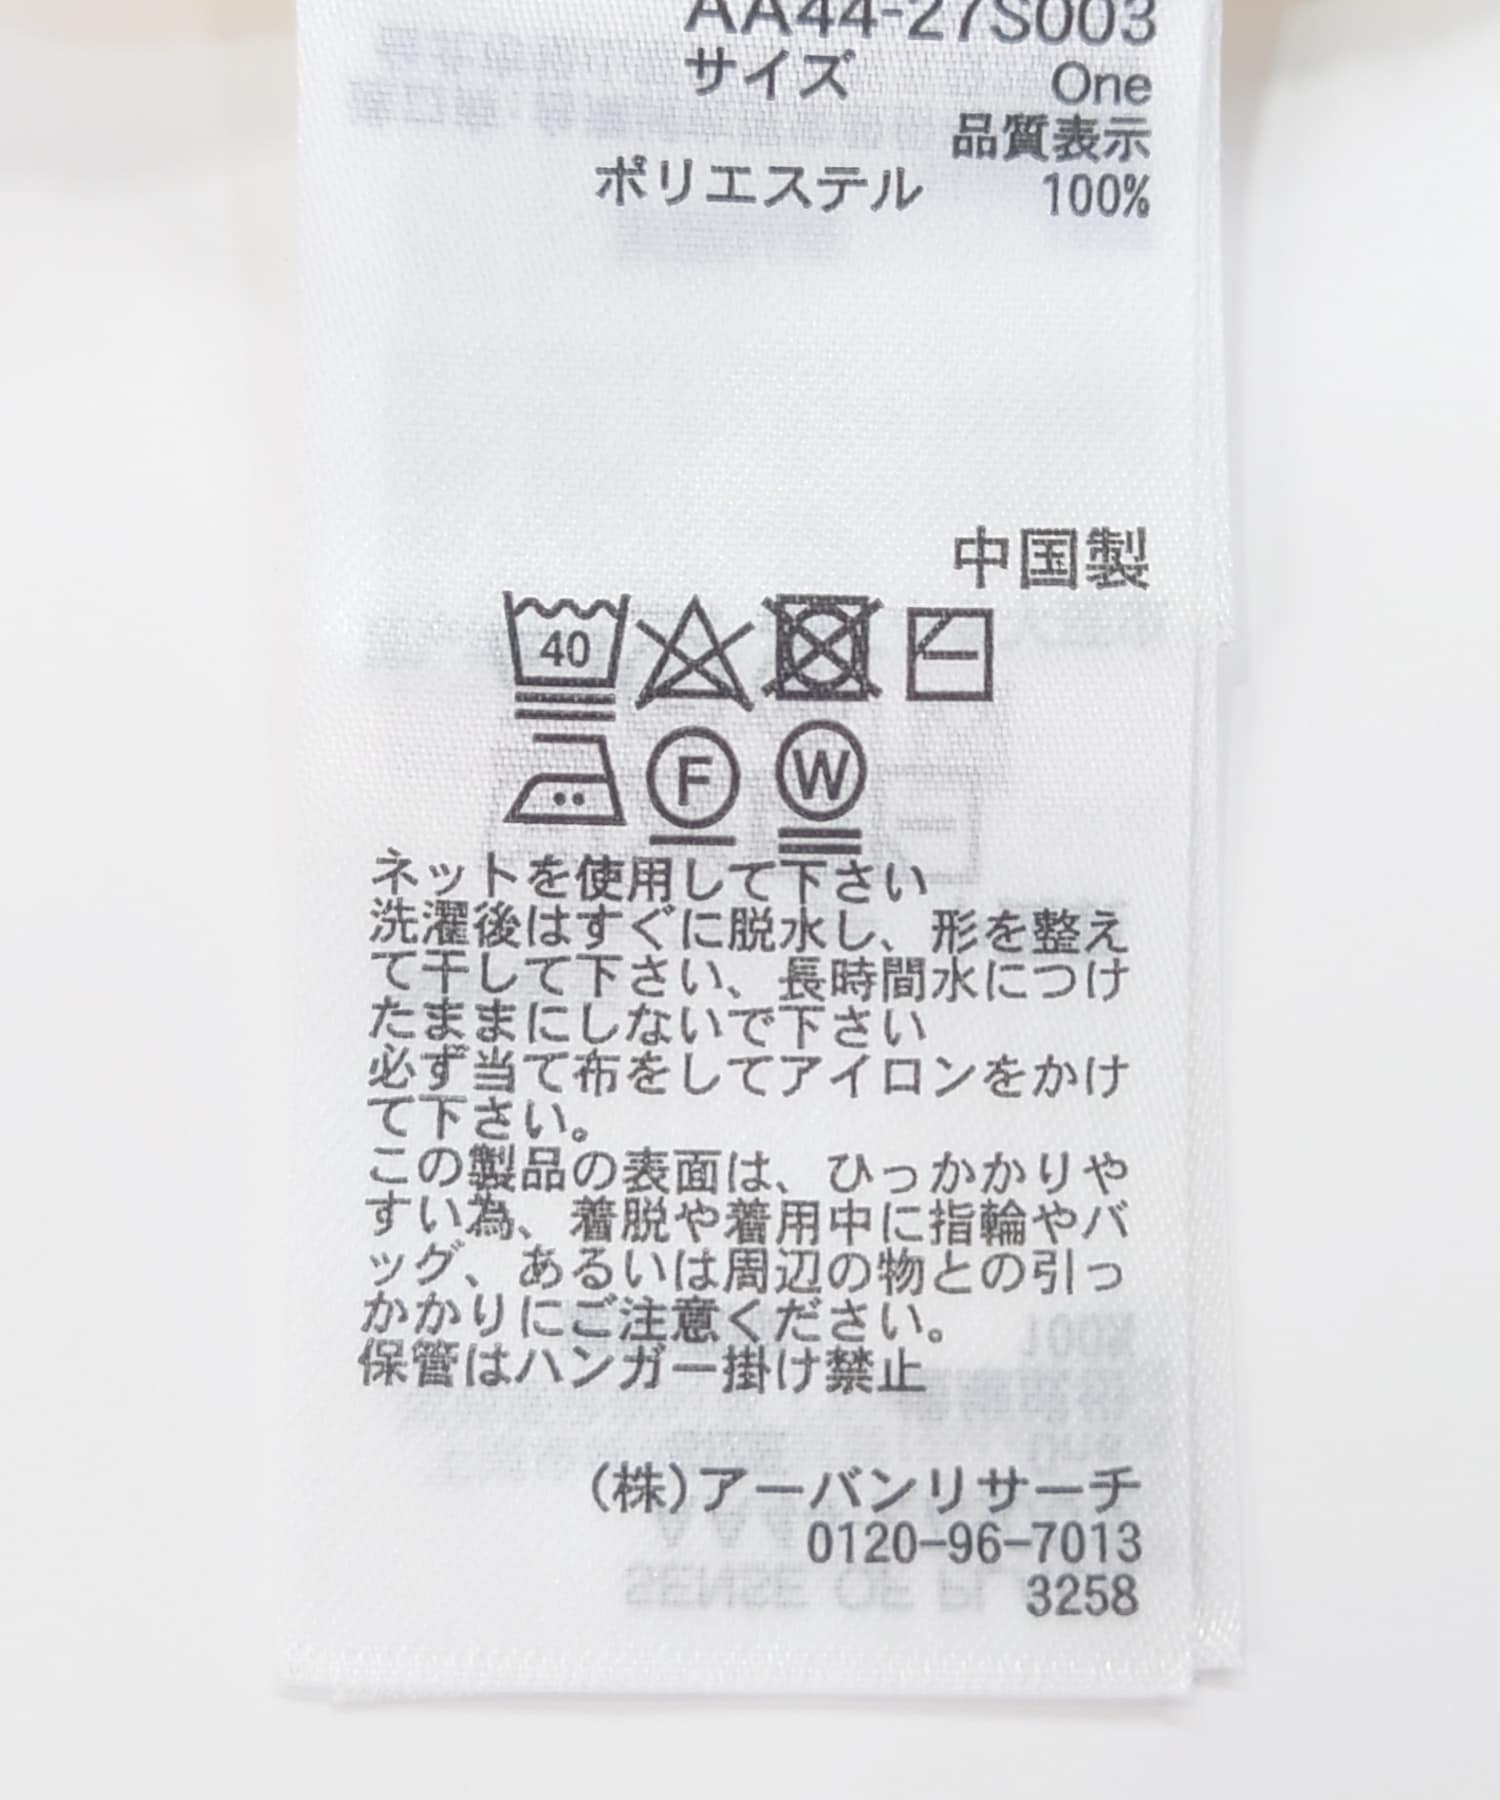 AA44-27S003
サイズ One
品質表示
ポリエステル 100%
中国製
40
F W
ネットを使用して下さい
洗濯後はすぐに脱水し、形を整え
て干して下さい、長時間水につけ
たままにしないで下さい
必ず当て布をしてアイロンをかけ
て下さい。
この製品の表面は、ひっかかりや
すい為、着脱や着用中に指輪やバ
ッグ、あるいは周辺の物との引っ
かかりにご注意ください。
保管はハンガー掛け禁止
(株)アーバンリサーチ
0120-96-7013
3258